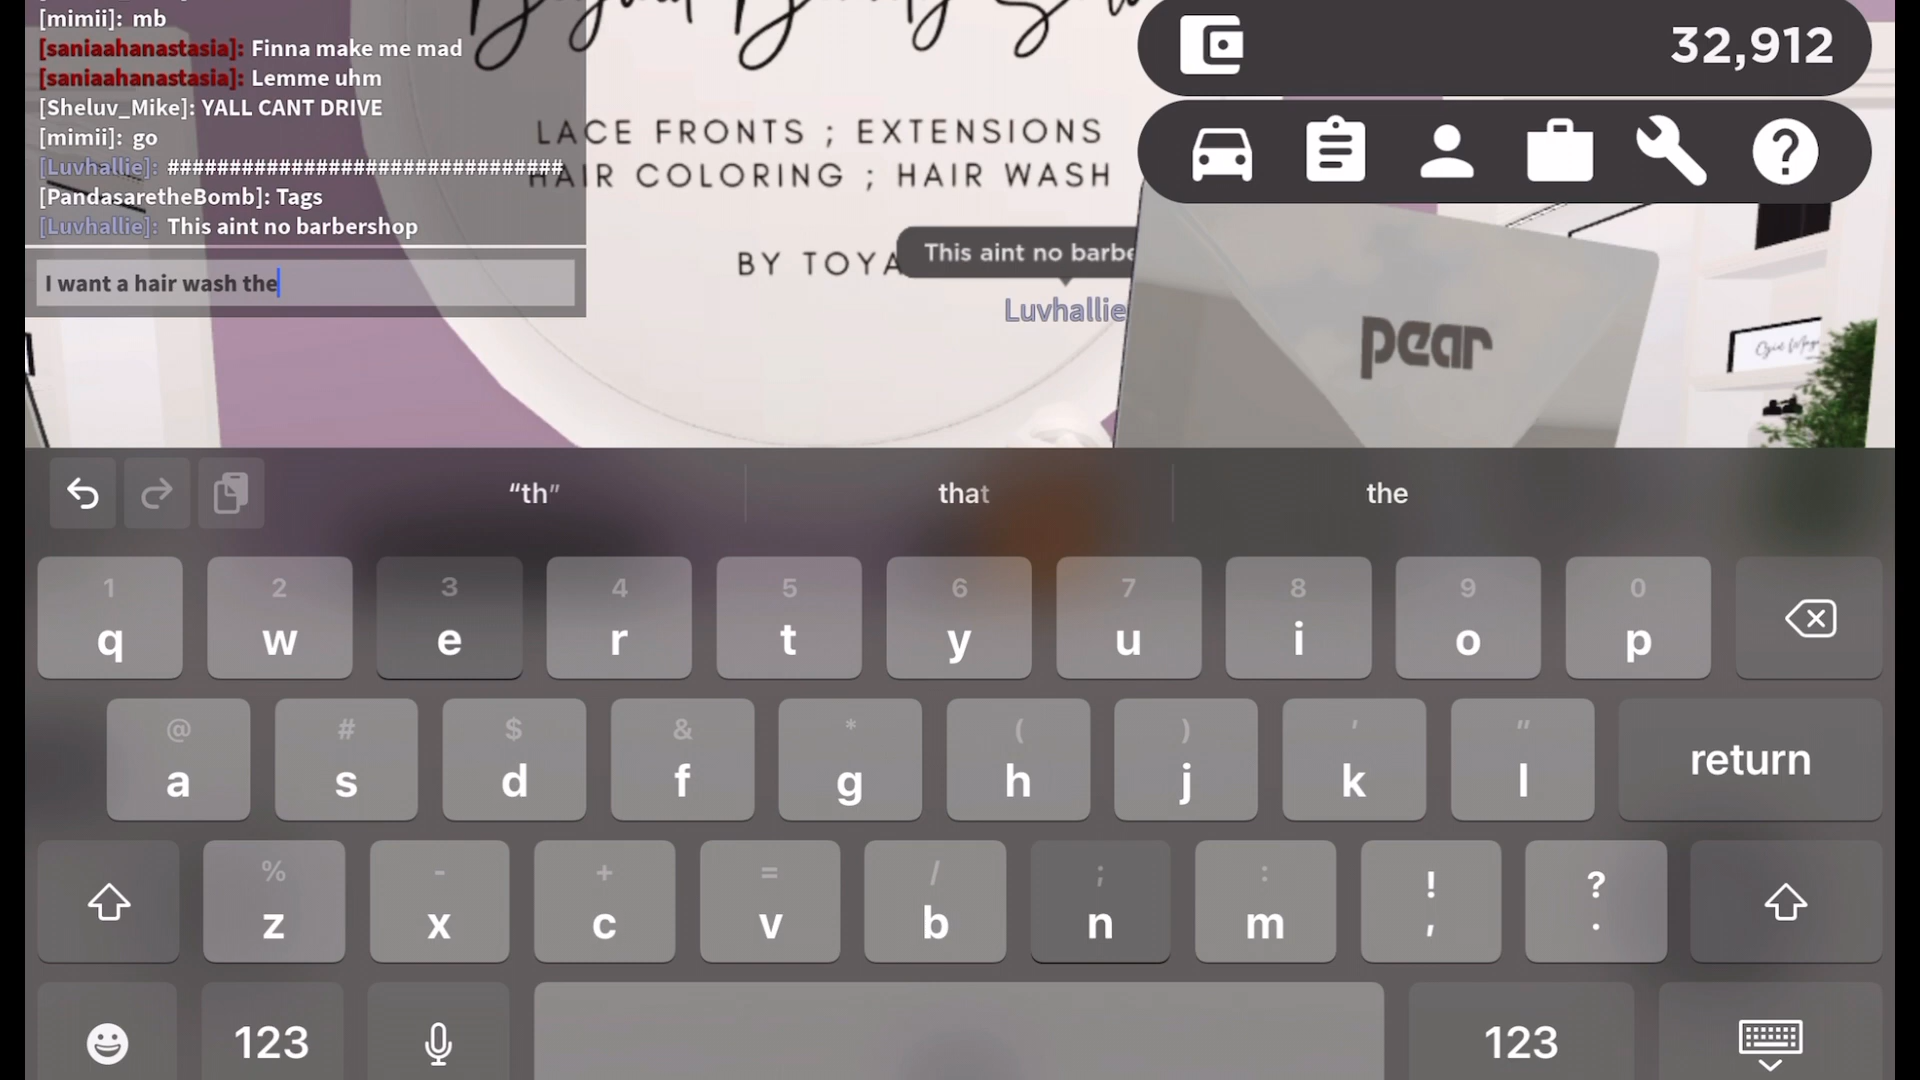 [mimii]: mb
[saniaahanastasia]: Finna make me mad
[saniaahanastasia]: Lemme uhm
[Sheluv_Mike]: YALL CANT DRIVE
[mimii]: go
[Luvhallie]: ################################
[PandasaretheBomb]: Tags
[Luvhallie]: This aint no barbershop
I want a hair wash the
LACE FRONTS ; EXTENSIONS
HAIR COLORING ; HAIR WASH
BY TOYA
This aint no barbe
Luvhallie
32,912
pear
“th” that the
1 2 3 4 5 6 7 8 9 0
q w e r t y u i o p
@ # $ & * ( ) ' "
a s d f g h j k l return
% - + = / ; : ! ?
z x c v b n m , .
123 123